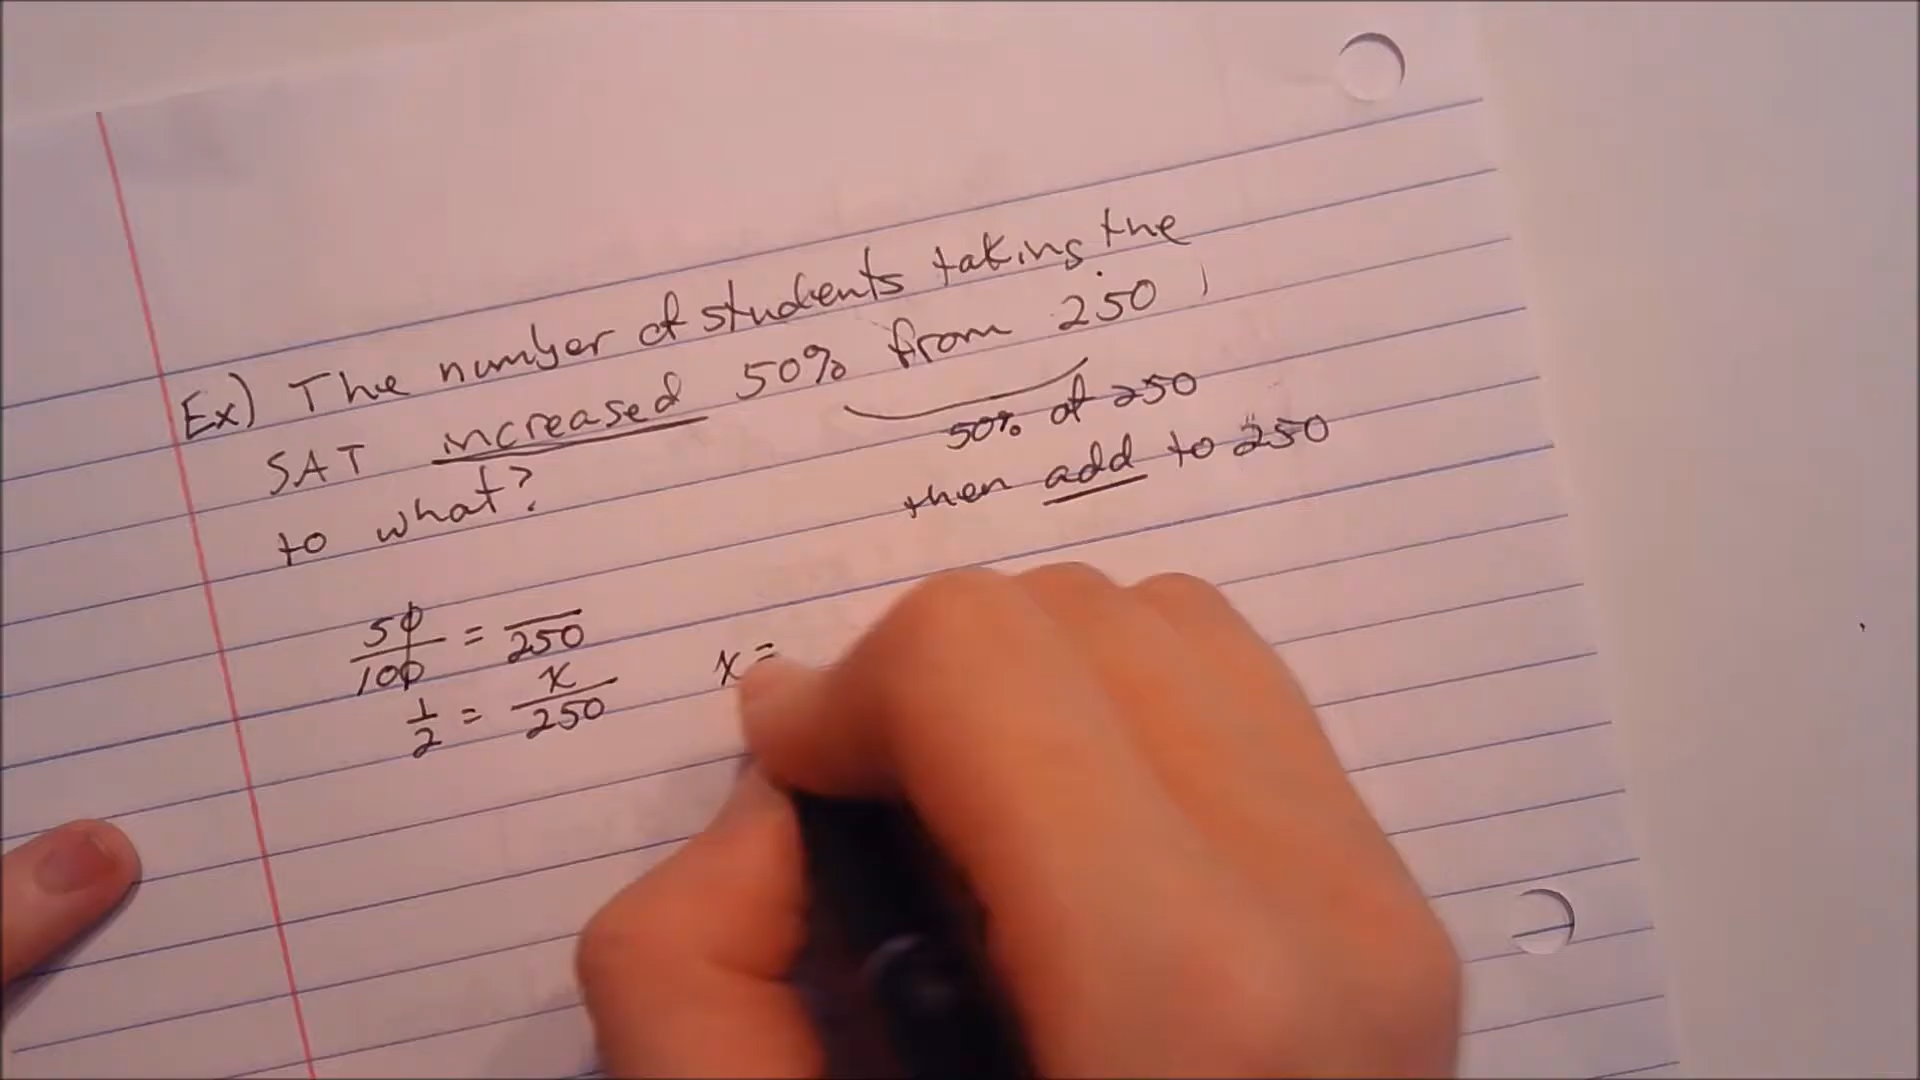 Ex) The number of students taking the
SAT increased 50% from 250,
to what?
50% of 250
then add to 250
50/100 = /250
1/2 = x/250
x =